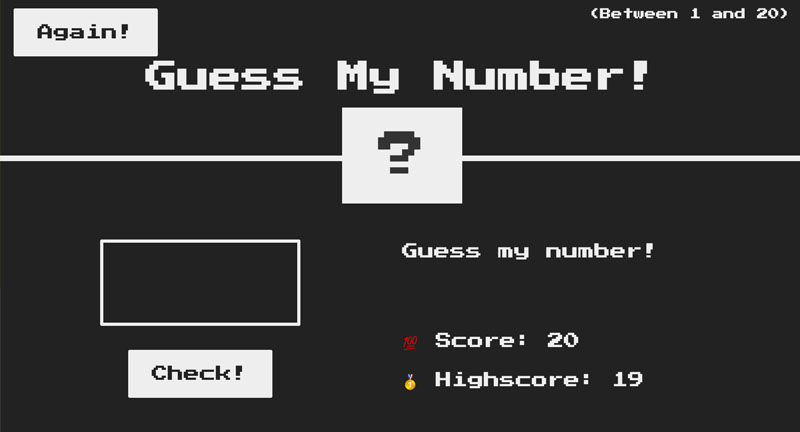 Again!
(Between 1 and 20)
Guess My Number!
?
Guess my number!
💯 Score: 20
Check!
🥇 Highscore: 19